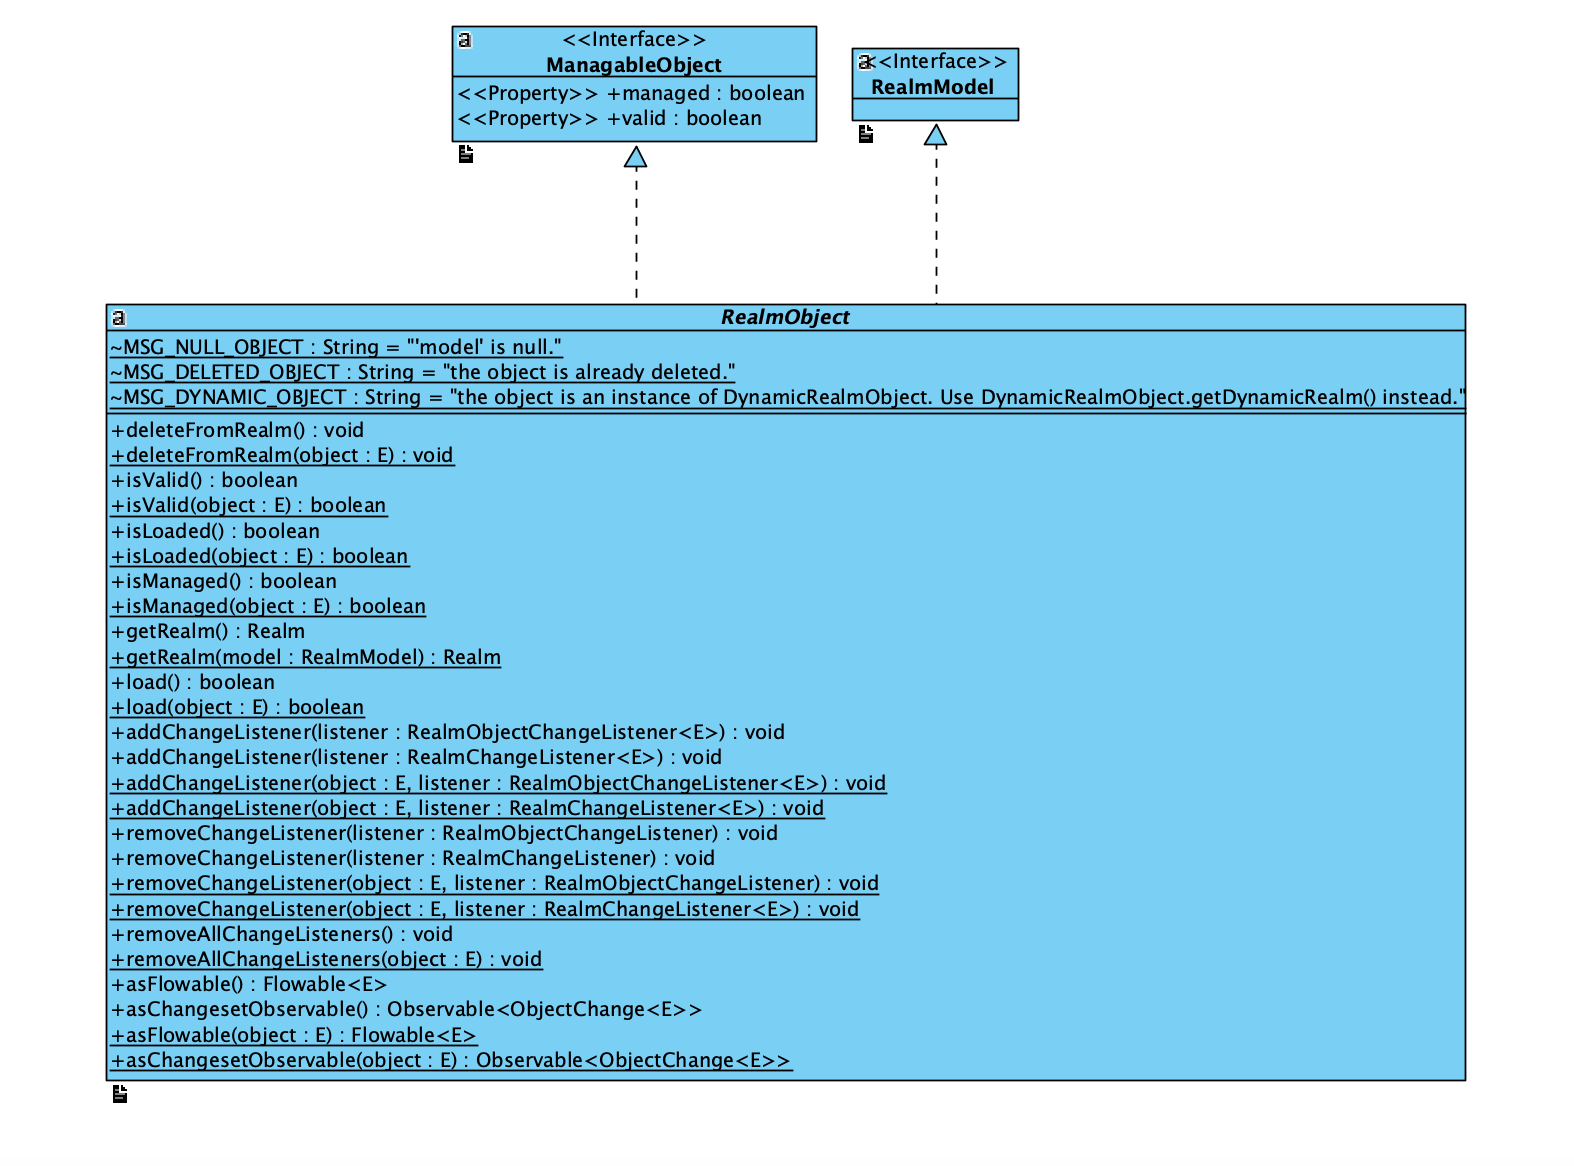 <<Interface>>
ManagableObject
<<Property>> +managed : boolean
<<Property>> +valid : boolean
<<Interface>>
RealmModel
RealmObject
~MSG_NULL_OBJECT : String = "'model' is null."
~MSG_DELETED_OBJECT : String = "the object is already deleted."
~MSG_DYNAMIC_OBJECT : String = "the object is an instance of DynamicRealmObject. Use DynamicRealmObject.getDynamicRealm() instead."
+deleteFromRealm() : void
+deleteFromRealm(object : E) : void
+isValid() : boolean
+isValid(object : E) : boolean
+isLoaded() : boolean
+isLoaded(object : E) : boolean
+isManaged() : boolean
+isManaged(object : E) : boolean
+getRealm() : Realm
+getRealm(model : RealmModel) : Realm
+load() : boolean
+load(object : E) : boolean
+addChangeListener(listener : RealmObjectChangeListener<E>) : void
+addChangeListener(listener : RealmChangeListener<E>) : void
+addChangeListener(object : E, listener : RealmObjectChangeListener<E>) : void
+addChangeListener(object : E, listener : RealmChangeListener<E>) : void
+removeChangeListener(listener : RealmObjectChangeListener) : void
+removeChangeListener(listener : RealmChangeListener) : void
+removeChangeListener(object : E, listener : RealmObjectChangeListener) : void
+removeChangeListener(object : E, listener : RealmChangeListener<E>) : void
+removeAllChangeListeners() : void
+removeAllChangeListeners(object : E) : void
+asFlowable() : Flowable<E>
+asChangesetObservable() : Observable<ObjectChange<E>>
+asFlowable(object : E) : Flowable<E>
+asChangesetObservable(object : E) : Observable<ObjectChange<E>>